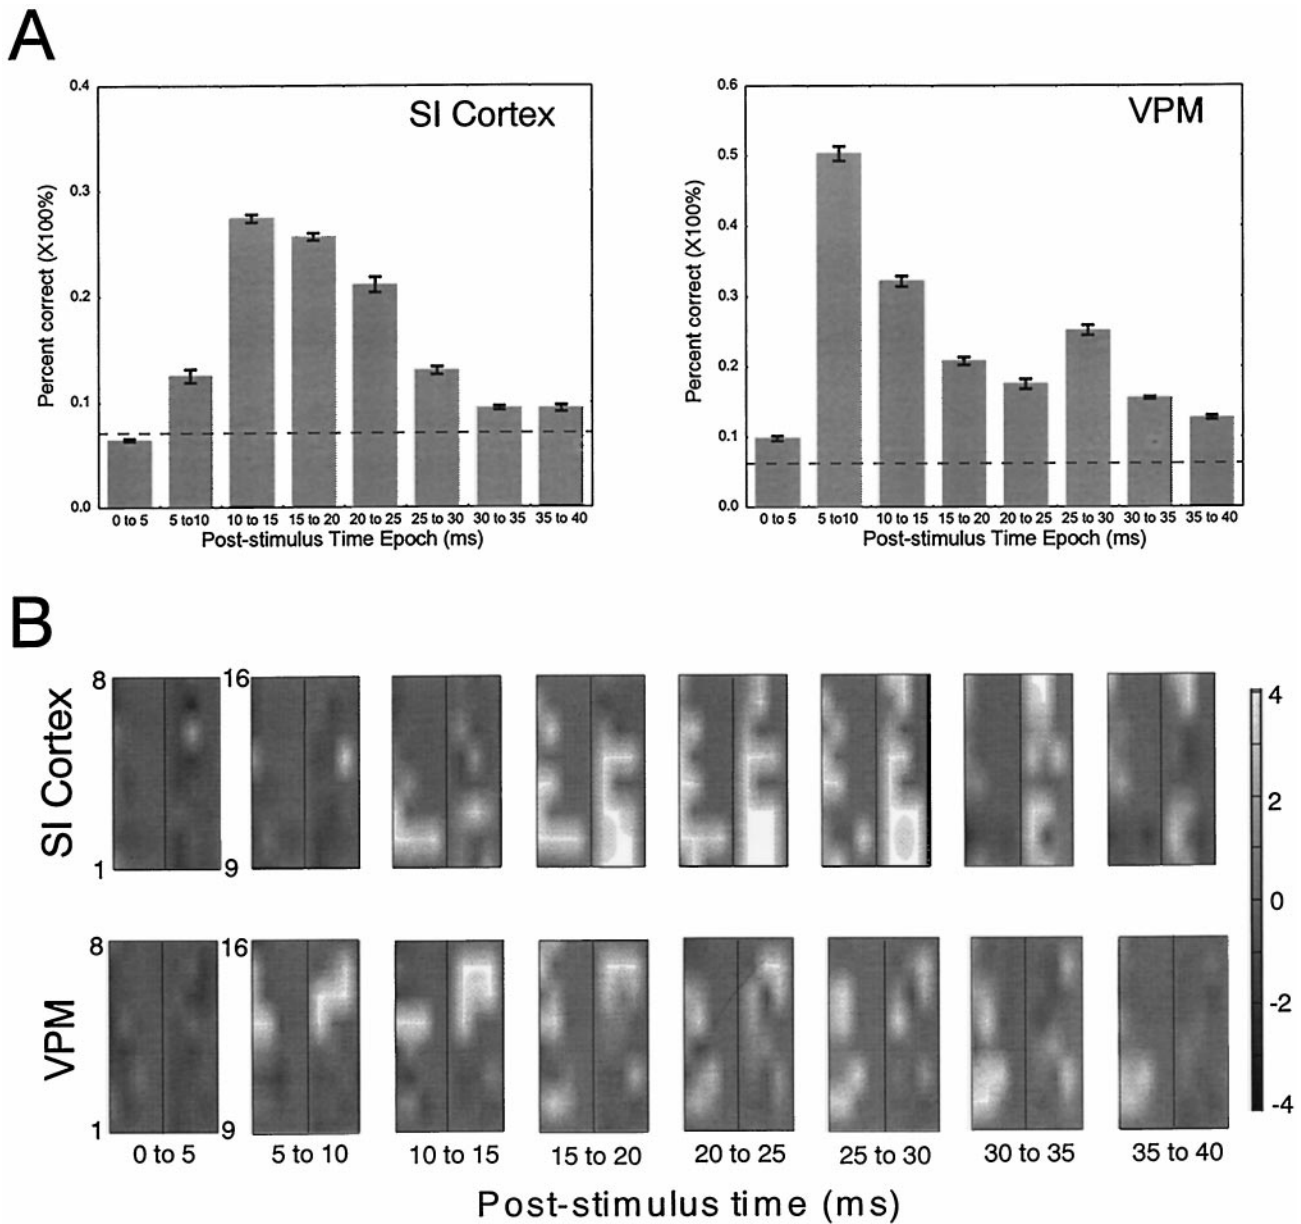 A
SI Cortex
Percent correct (X100%)
0.4
0.3
0.2
0.1
0.0
0 to 5 5 to10 10 to 15 15 to 20 20 to 25 25 to 30 30 to 35 35 to 40
Post-stimulus Time Epoch (ms)
VPM
Percent correct (X100%)
0.6
0.5
0.4
0.3
0.2
0.1
0.0
0 to 5 5 to10 10 to 15 15 to 20 20 to 25 25 to 30 30 to 35 35 to 40
Post-stimulus Time Epoch (ms)
B
SI Cortex
8 16
1 9
VPM
8 16
1 9
4
2
0
-2
-4
0 to 5 5 to 10 10 to 15 15 to 20 20 to 25 25 to 30 30 to 35 35 to 40
Post-stimulus time (ms)